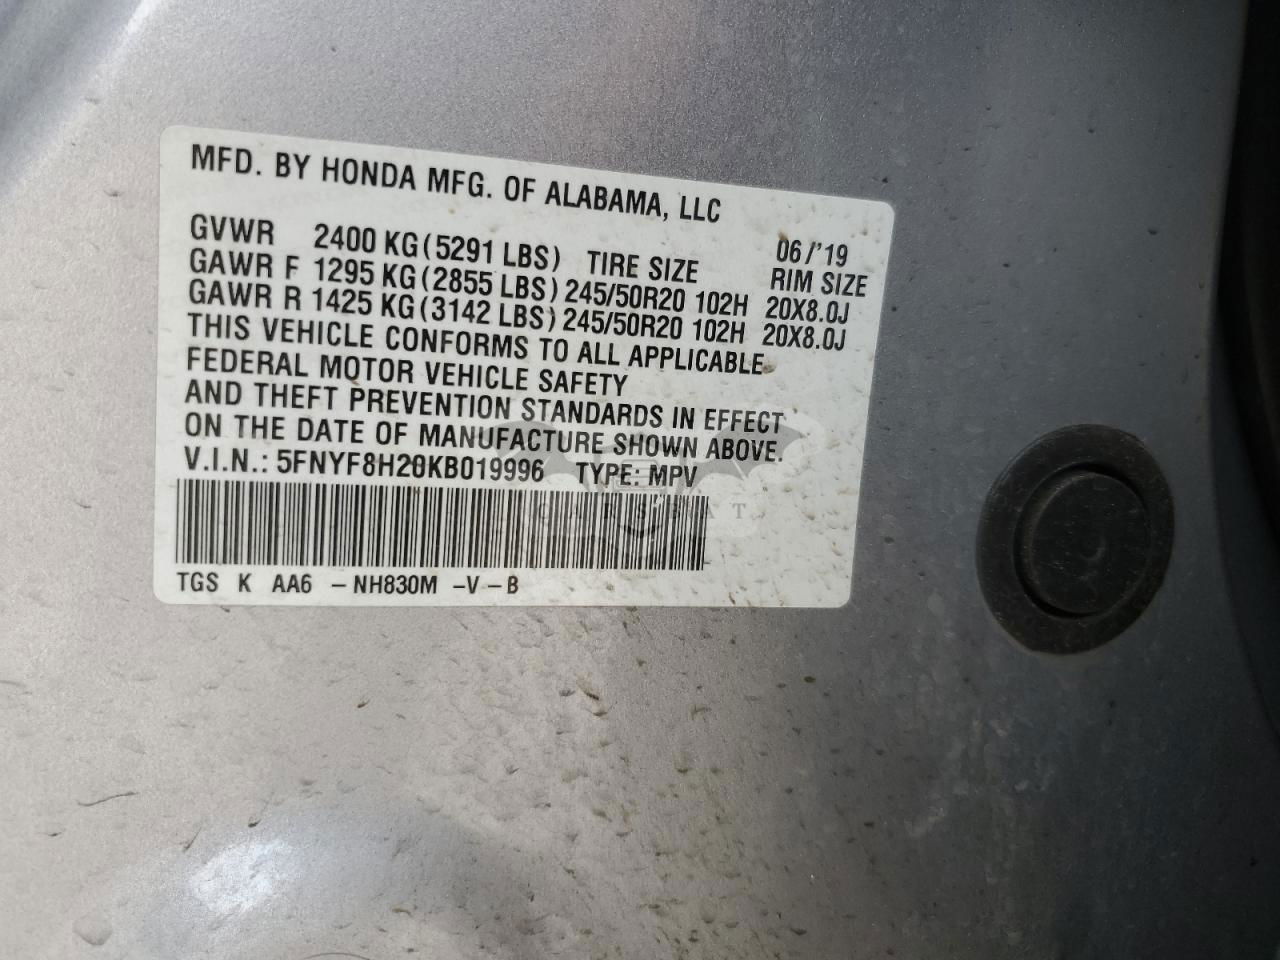 MFD. BY HONDA MFG. OF ALABAMA, LLC
06/'19
GVWR 2400 KG(5291 LBS) TIRE SIZE RIM SIZE
GAWR F 1295 KG(2855 LBS)245/50R20 102H 20X8.0J
GAWR R 1425 KG(3142 LBS)245/50R20 102H 20X8.0J
THIS VEHICLE CONFORMS TO ALL APPLICABLE
FEDERAL MOTOR VEHICLE SAFETY
AND THEFT PREVENTION STANDARDS IN EFFECT
ON THE DATE OF MANUFACTURE SHOWN ABOVE.
V.I.N.: 5FNYF8H20KB019996 TYPE: MPV
TGS K AA6 -NH830M -V-B